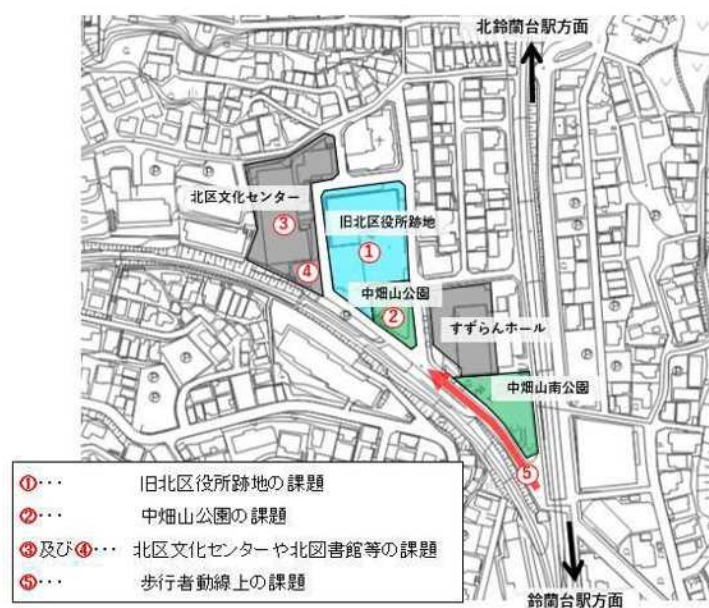 北鈴蘭台駅方面
北区文化センター
③
旧北区役所跡地
①
④
中畑山公園
②
すずらんホール
中畑山南公園
⑤
①･･･ 旧北区役所跡地の課題
②･･･ 中畑山公園の課題
③及び④･･･ 北区文化センターや北図書館等の課題
⑤･･･ 歩行者動線上の課題
鈴蘭台駅方面